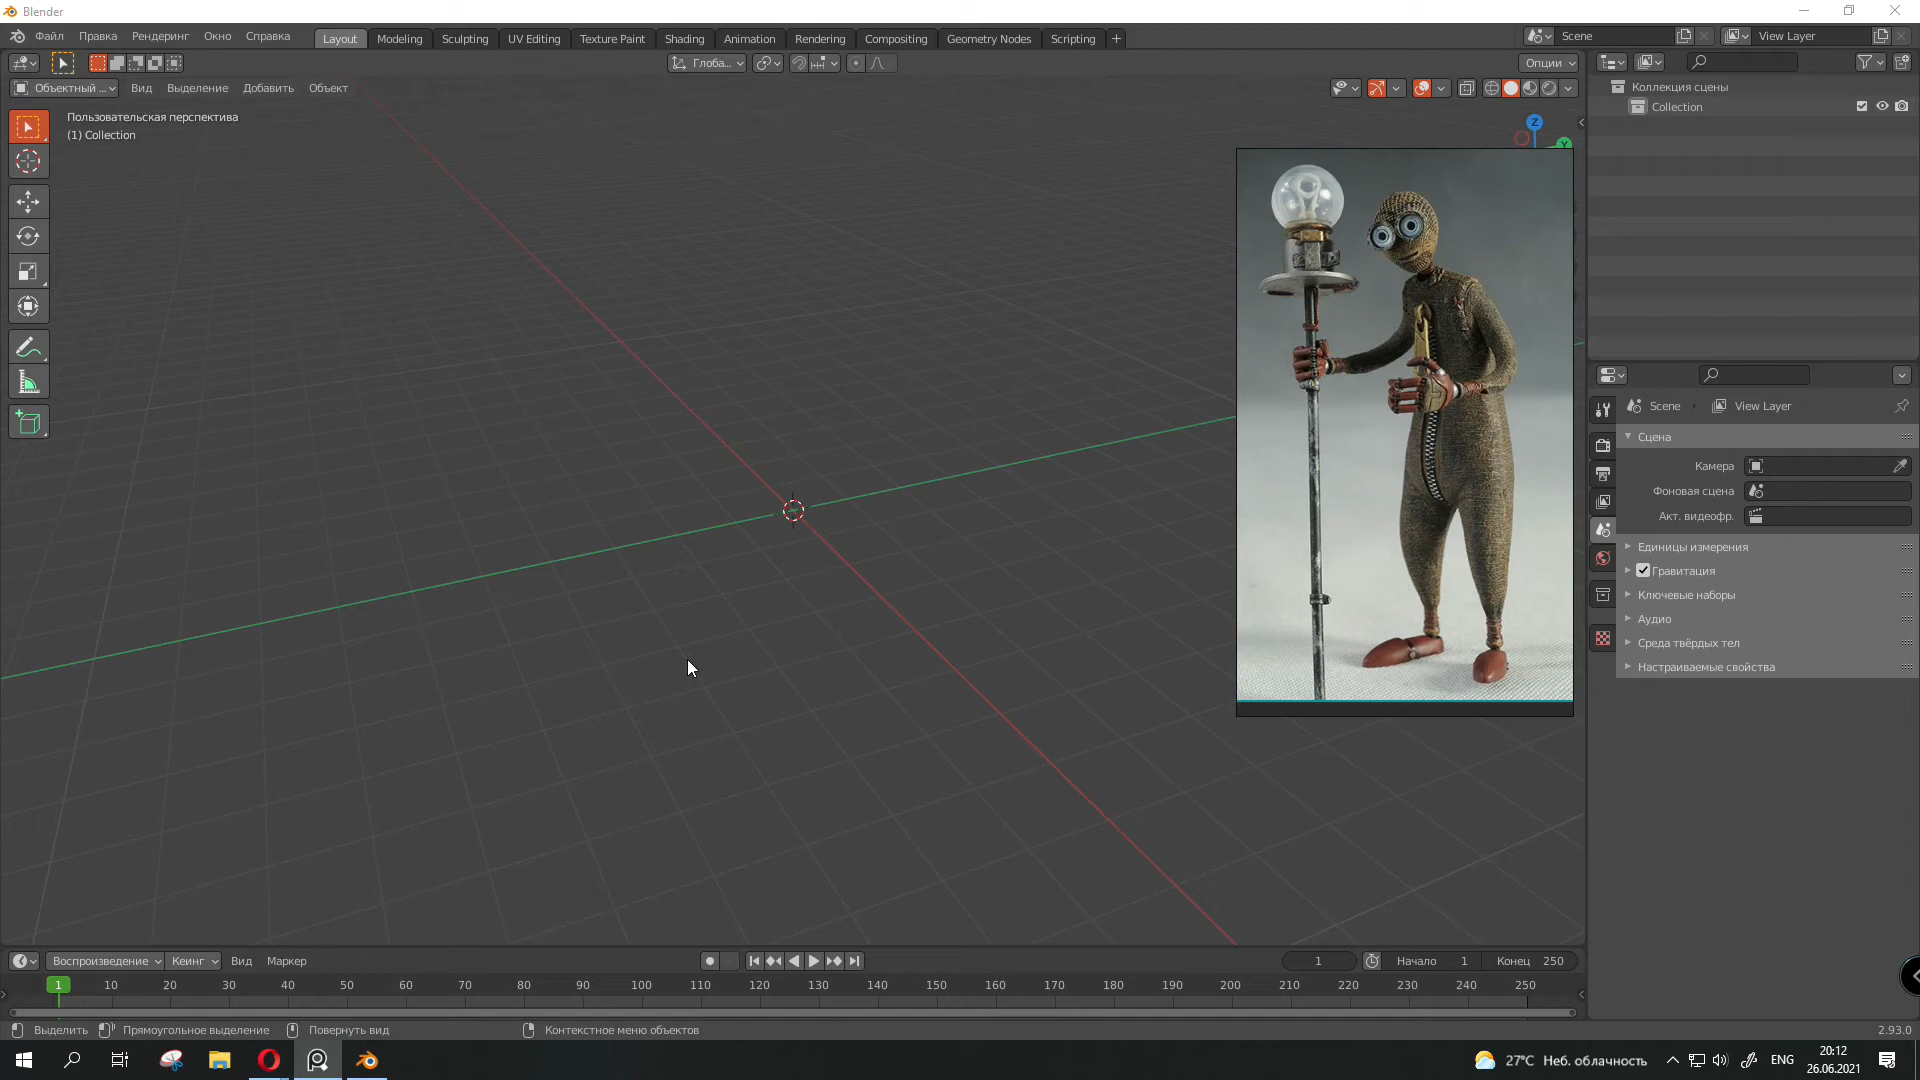 Blender
Файл Правка Рендеринг Окно Справка Layout Modeling Sculpting UV Editing Texture Paint Shading Animation Rendering Compositing Geometry Nodes Scripting + Scene View Layer
Глоба... Опции
Объектный ... Вид Выделение Добавить Объект
Пользовательская перспектива
(1) Collection
Z
Y
Коллекция сцены
Collection
Scene View Layer
Сцена
Камера
Фоновая сцена
Акт. видеофр.
Единицы измерения
Гравитация
Ключевые наборы
Аудио
Среда твёрдых тел
Настраиваемые свойства
Воспроизведение Кеинг Вид Маркер 1 Начало 1 Конец 250
1 10 20 30 40 50 60 70 80 90 100 110 120 130 140 150 160 170 180 190 200 210 220 230 240 250
Выделить Прямоугольное выделение Повернуть вид Контекстное меню объектов 2.93.0
27°C Неб. облачность ENG 20:12
26.06.2021